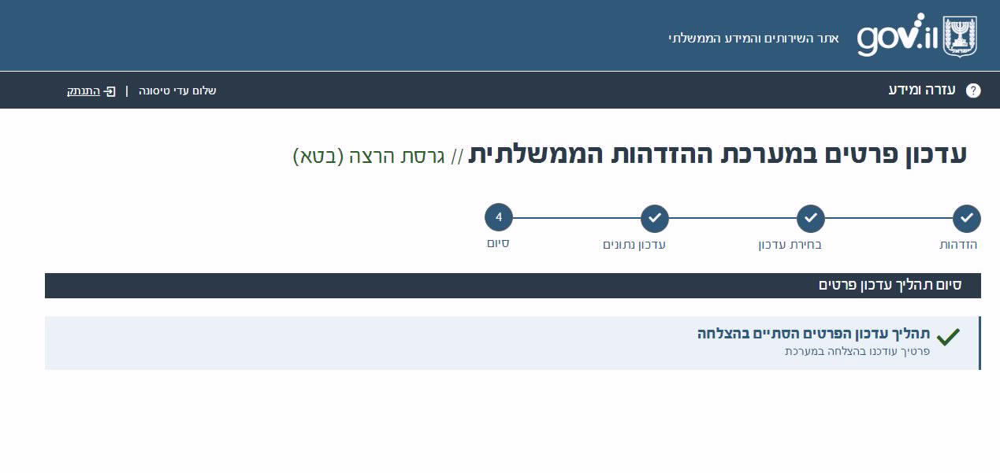 gov.il
ישראל
אתר השירותים והמידע הממשלתי
? עזרה ומידע
שלום עדי טיסונה | התנתק
עדכון פרטים במערכת ההזדהות הממשלתית // גרסת הרצה (בטא)
4
הזדהות
בחירת עדכון
עדכון נתונים
סיום
סיום תהליך עדכון פרטים
תהליך עדכון הפרטים הסתיים בהצלחה
פרטיך עודכנו בהצלחה במערכת